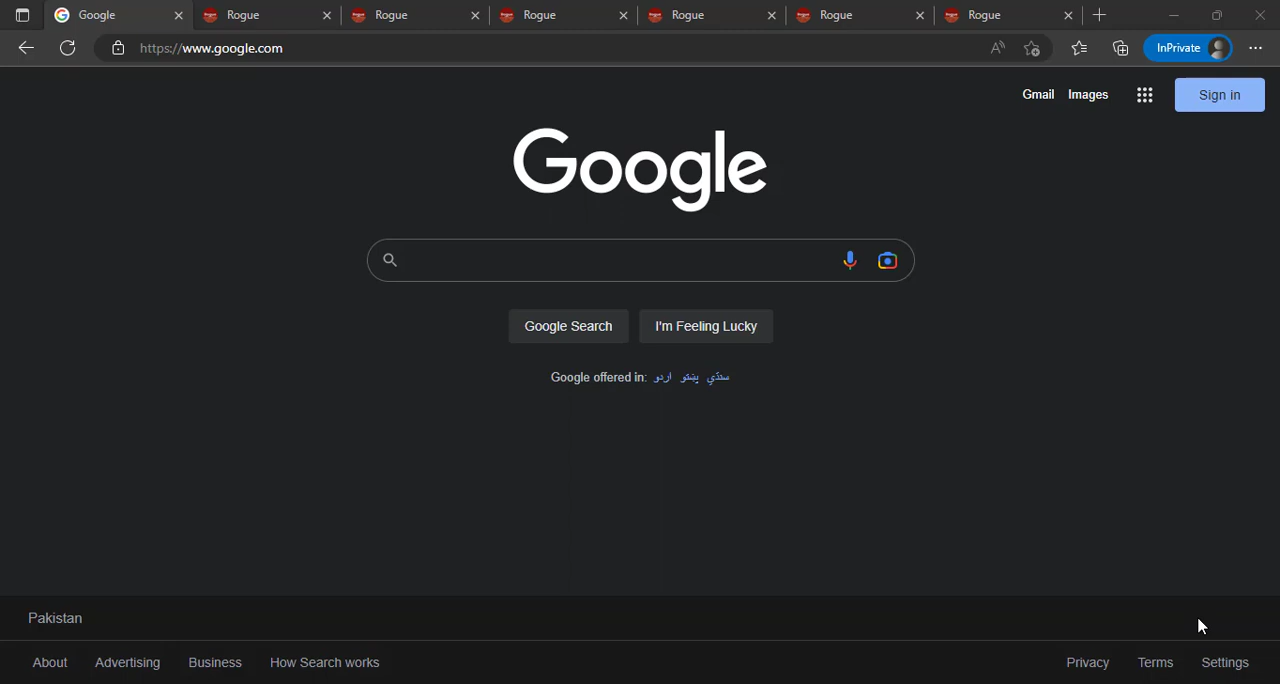 Google Rogue Rogue Rogue Rogue Rogue Rogue
https://www.google.com InPrivate
Gmail Images Sign in
Google
Google Search I'm Feeling Lucky
Google offered in: اردو پښتو سنڌي
Pakistan
About Advertising Business How Search works Privacy Terms Settings